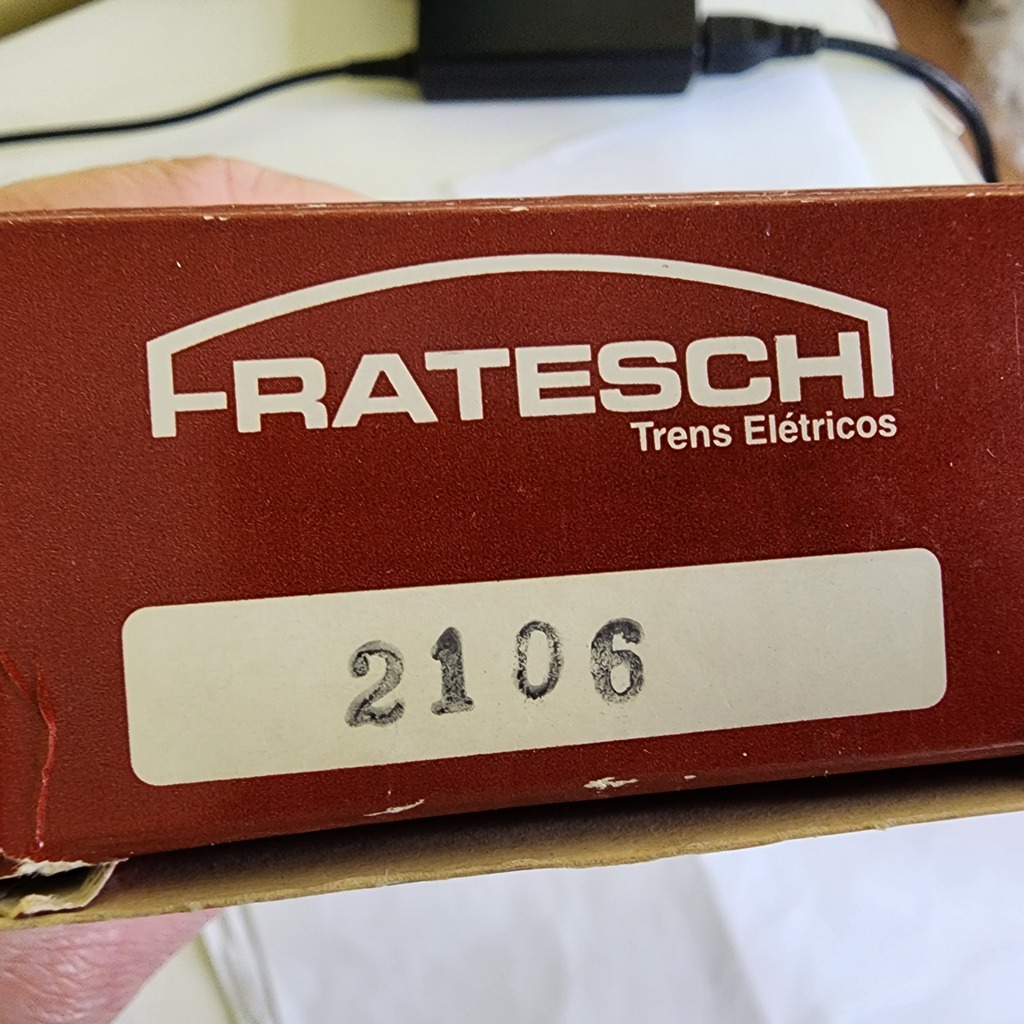 FRATESCHI
Trens Elétricos
2106